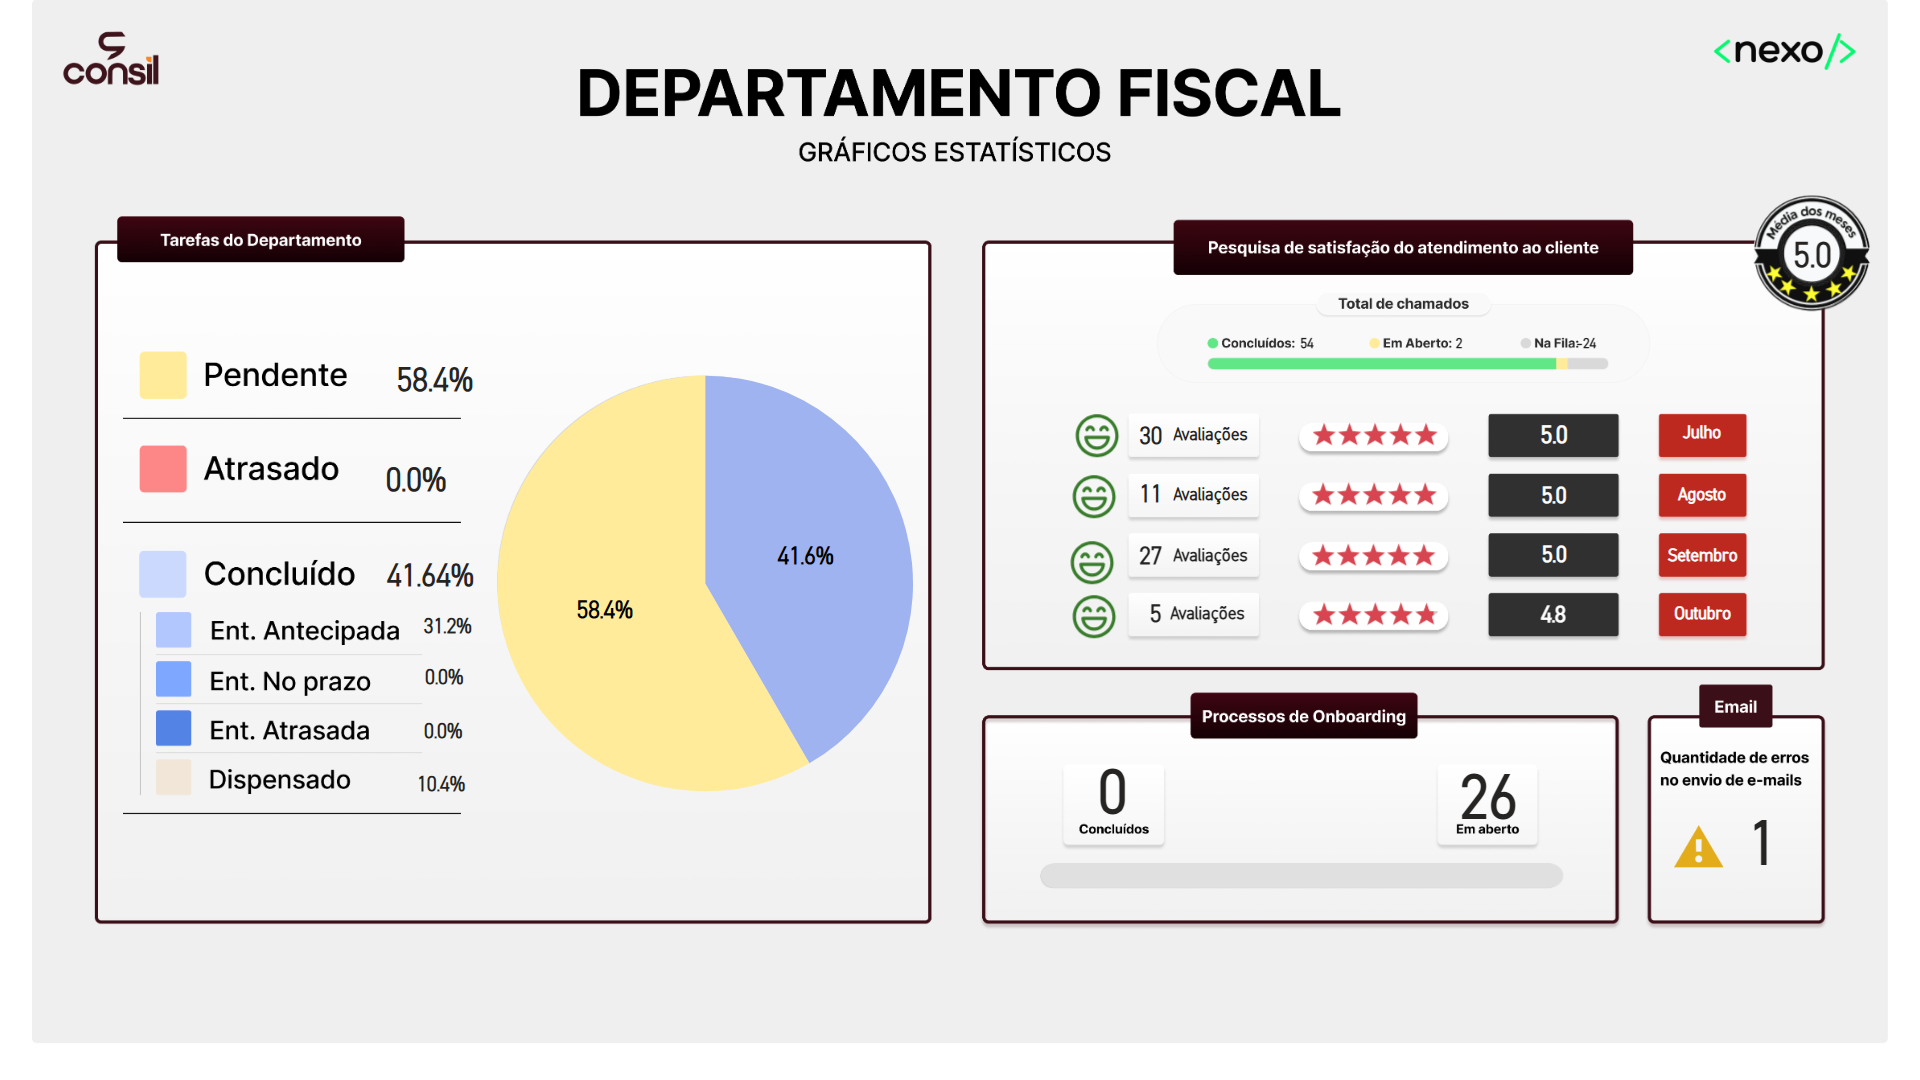 consil
<nexo/>
DEPARTAMENTO FISCAL
GRÁFICOS ESTATÍSTICOS
Tarefas do Departamento
Pendente 58.4%
Atrasado 0.0%
Concluído 41.64%
Ent. Antecipada 31.2%
Ent. No prazo 0.0%
Ent. Atrasada 0.0%
Dispensado 10.4%
41.6%
58.4%
Pesquisa de satisfação do atendimento ao cliente
Média dos meses
5.0
Total de chamados
Concluídos: 54 Em Aberto: 2 Na Fila:-24
30 Avaliações 5.0 Julho
11 Avaliações 5.0 Agosto
27 Avaliações 5.0 Setembro
5 Avaliações 4.8 Outubro
Processos de Onboarding
0
Concluídos
26
Em aberto
Email
Quantidade de erros
no envio de e-mails
1